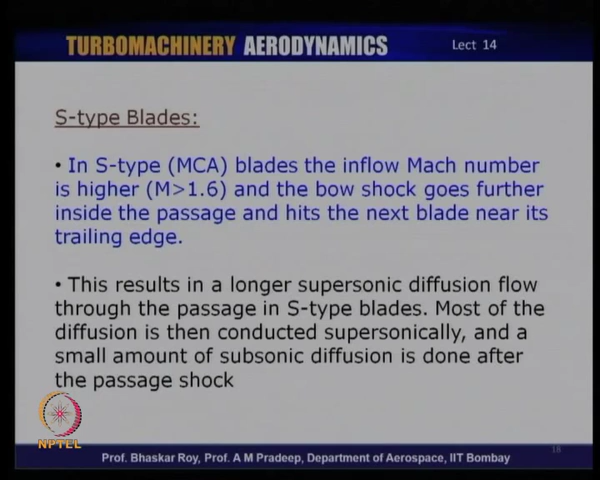 TURBOMACHINERY AERODYNAMICS
Lect 14
S-type Blades:
• In S-type (MCA) blades the inflow Mach number
is higher (M>1.6) and the bow shock goes further
inside the passage and hits the next blade near its
trailing edge.
• This results in a longer supersonic diffusion flow
through the passage in S-type blades. Most of the
diffusion is then conducted supersonically, and a
small amount of subsonic diffusion is done after
the passage shock
NPTEL
Prof. Bhaskar Roy, Prof. A M Pradeep, Department of Aerospace, IIT Bombay
18